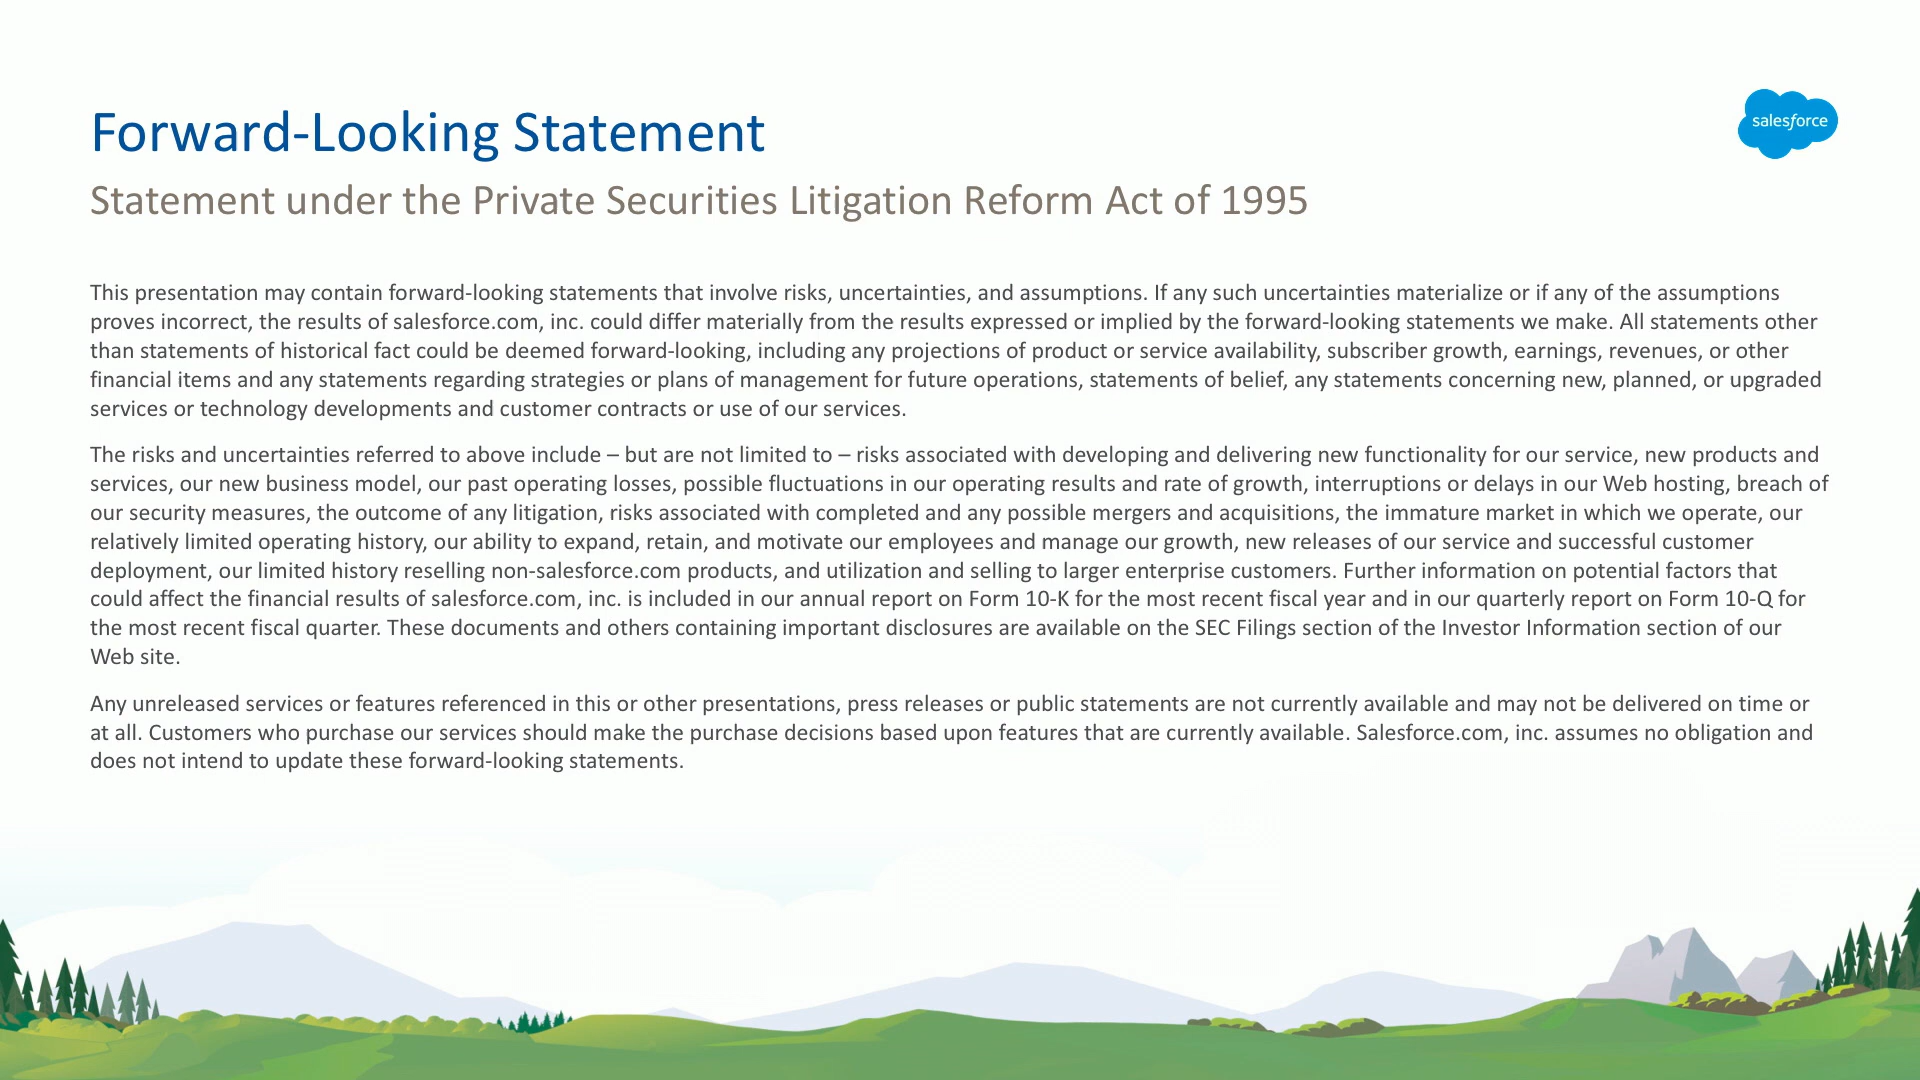 Forward-Looking Statement
salesforce
Statement under the Private Securities Litigation Reform Act of 1995
This presentation may contain forward-looking statements that involve risks, uncertainties, and assumptions. If any such uncertainties materialize or if any of the assumptions
proves incorrect, the results of salesforce.com, inc. could differ materially from the results expressed or implied by the forward-looking statements we make. All statements other
than statements of historical fact could be deemed forward-looking, including any projections of product or service availability, subscriber growth, earnings, revenues, or other
financial items and any statements regarding strategies or plans of management for future operations, statements of belief, any statements concerning new, planned, or upgraded
services or technology developments and customer contracts or use of our services.
The risks and uncertainties referred to above include – but are not limited to – risks associated with developing and delivering new functionality for our service, new products and
services, our new business model, our past operating losses, possible fluctuations in our operating results and rate of growth, interruptions or delays in our Web hosting, breach of
our security measures, the outcome of any litigation, risks associated with completed and any possible mergers and acquisitions, the immature market in which we operate, our
relatively limited operating history, our ability to expand, retain, and motivate our employees and manage our growth, new releases of our service and successful customer
deployment, our limited history reselling non-salesforce.com products, and utilization and selling to larger enterprise customers. Further information on potential factors that
could affect the financial results of salesforce.com, inc. is included in our annual report on Form 10-K for the most recent fiscal year and in our quarterly report on Form 10-Q for
the most recent fiscal quarter. These documents and others containing important disclosures are available on the SEC Filings section of the Investor Information section of our
Web site.
Any unreleased services or features referenced in this or other presentations, press releases or public statements are not currently available and may not be delivered on time or
at all. Customers who purchase our services should make the purchase decisions based upon features that are currently available. Salesforce.com, inc. assumes no obligation and
does not intend to update these forward-looking statements.